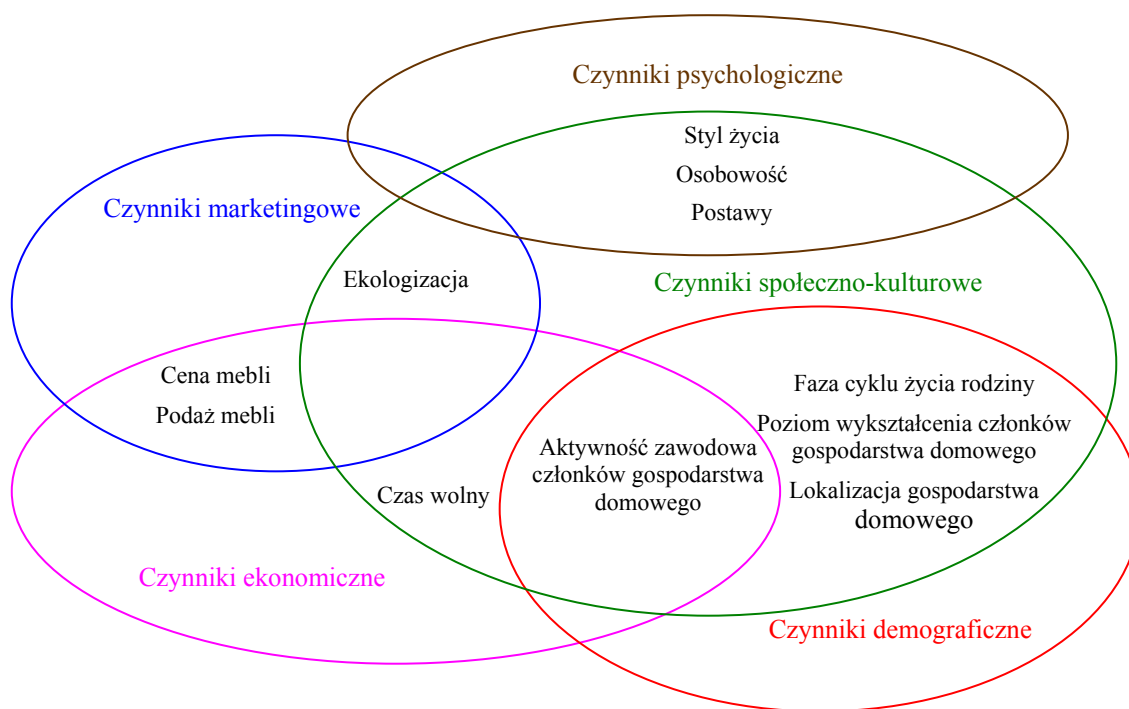 Czynniki psychologiczne
Styl życia
Osobowość
Postawy
Czynniki marketingowe
Ekologizacja
Czynniki społeczno-kulturowe
Cena mebli
Podaż mebli
Faza cyklu życia rodziny
Poziom wykształcenia członków
gospodarstwa domowego
Aktywność zawodowa
członków gospodarstwa
domowego
Czas wolny
Lokalizacja gospodarstwa
domowego
Czynniki ekonomiczne
Czynniki demograficzne